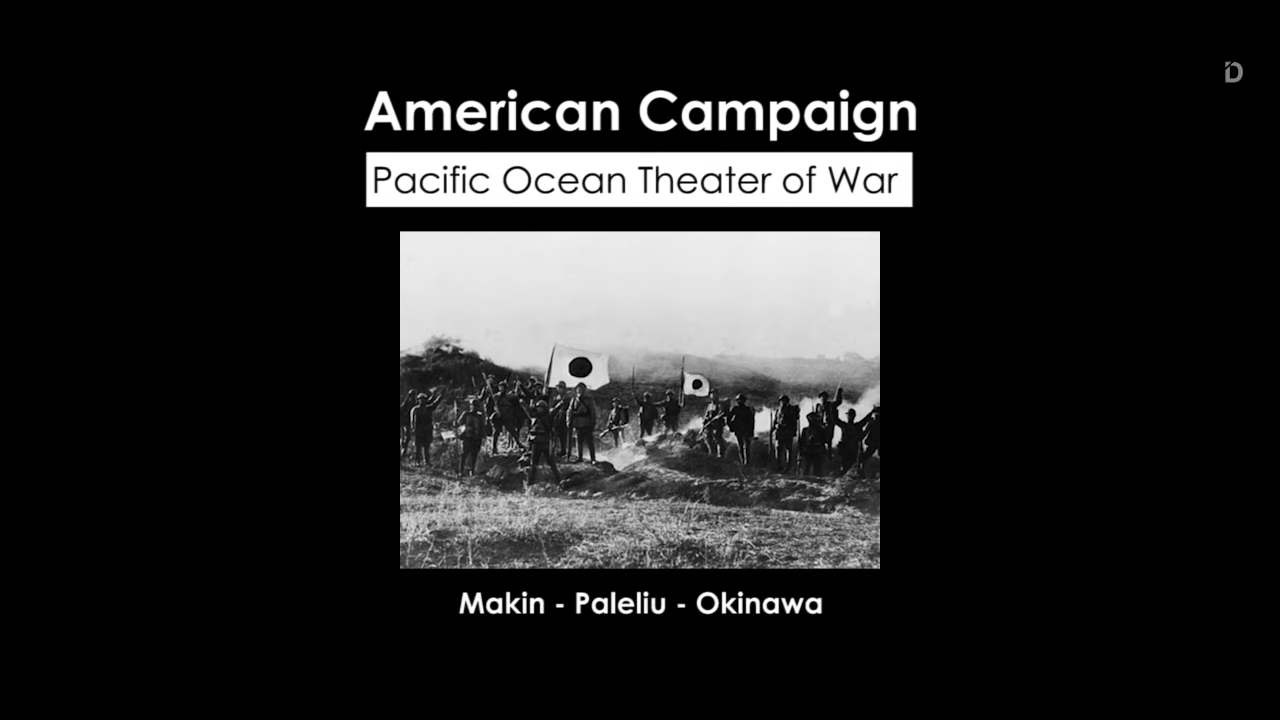 American Campaign
Pacific Ocean Theater of War
Makin - Paleliu - Okinawa